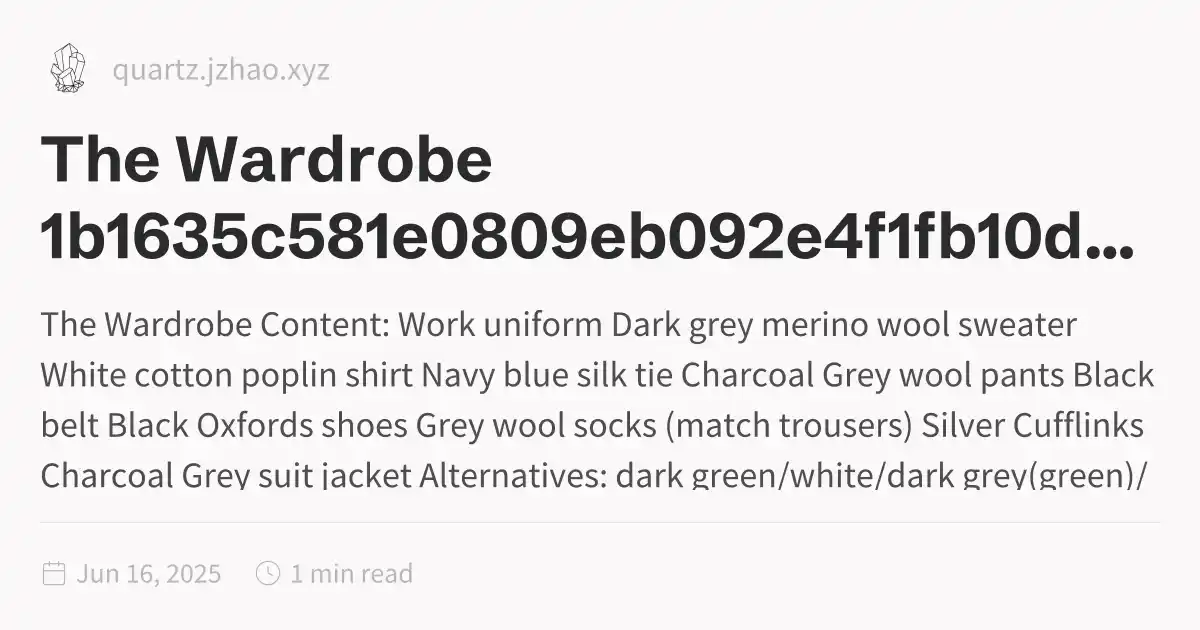 quartz.jzhao.xyz
The Wardrobe
1b1635c581e0809eb092e4f1fb10d...
The Wardrobe Content: Work uniform Dark grey merino wool sweater
White cotton poplin shirt Navy blue silk tie Charcoal Grey wool pants Black
belt Black Oxfords shoes Grey wool socks (match trousers) Silver Cufflinks
Charcoal Grey suit jacket Alternatives: dark green/white/dark grey(green)/
Jun 16, 2025
1 min read